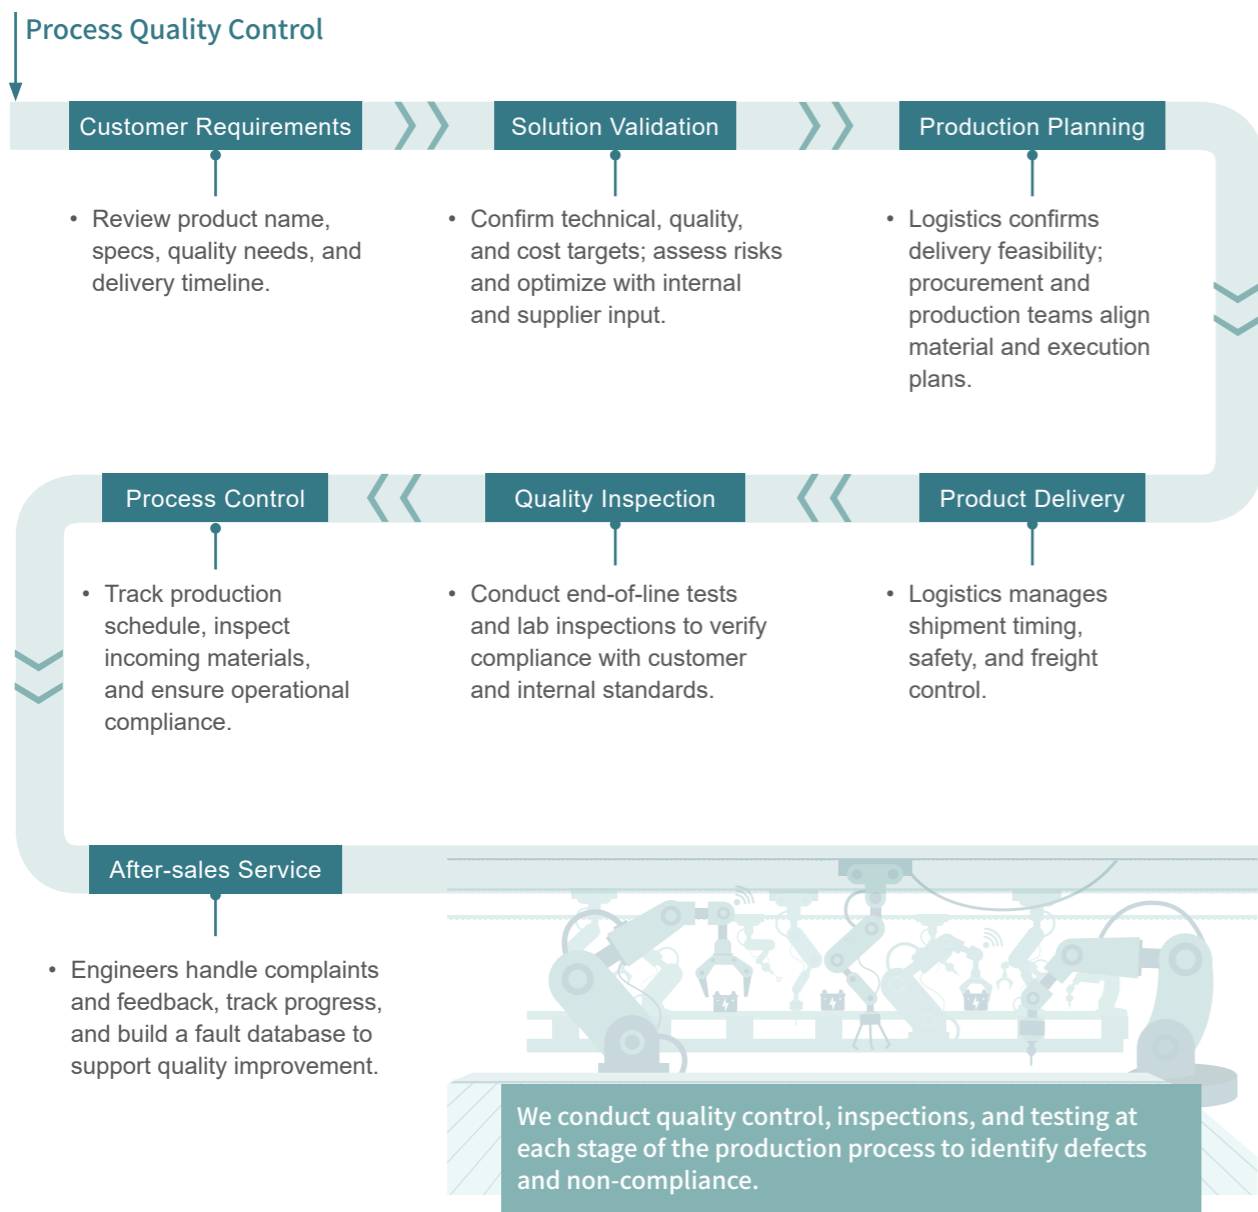 Process Quality Control
Customer Requirements
• Review product name,
specs, quality needs, and
delivery timeline.
Solution Validation
• Confirm technical, quality,
and cost targets; assess risks
and optimize with internal
and supplier input.
Production Planning
• Logistics confirms
delivery feasibility;
procurement and
production teams align
material and execution
plans.
Process Control
• Track production
schedule, inspect
incoming materials,
and ensure operational
compliance.
Quality Inspection
• Conduct end-of-line tests
and lab inspections to verify
compliance with customer
and internal standards.
Product Delivery
• Logistics manages
shipment timing,
safety, and freight
control.
After-sales Service
• Engineers handle complaints
and feedback, track progress,
and build a fault database to
support quality improvement.
We conduct quality control, inspections, and testing at
each stage of the production process to identify defects
and non-compliance.